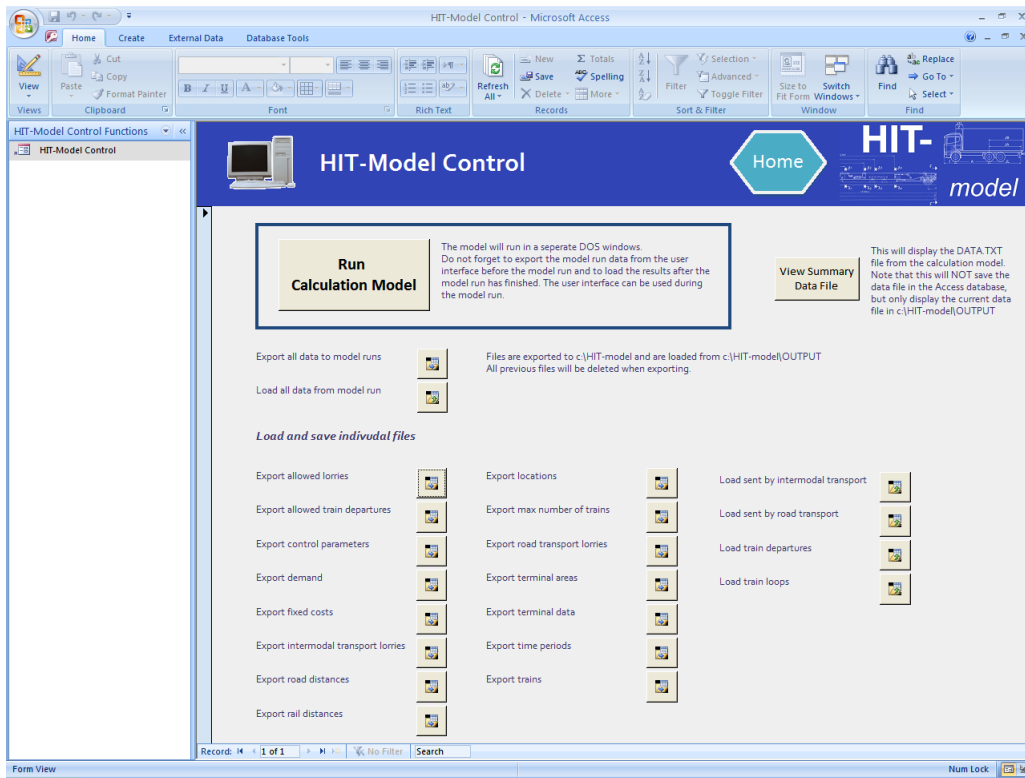 HIT-Model Control - Microsoft Access
Home Create External Data Database Tools
View
Paste
Cut
Copy
Format Painter
Refresh
All
New
Save
Delete
Totals
Spelling
More
Filter
Selection
Advanced
Toggle Filter
Size to
Fit Form
Switch
Windows
Find
Replace
Go To
Select
Views Clipboard Font Rich Text Records Sort & Filter Window Find
HIT-Model Control Functions
HIT-Model Control
HIT-Model Control
Home
HIT-
model
Run
Calculation Model
The model will run in a seperate DOS windows.
Do not forget to export the model run data from the user
interface before the model run and to load the results after the
model run has finished. The user interface can be used during
the model run.
View Summary
Data File
This will display the DATA.TXT
file from the calculation model.
Note that this will NOT save the
data file in the Access database,
but only display the current data
file in c:\HIT-model\OUTPUT
Export all data to model runs
Load all data from model run
Files are exported to c:\HIT-model and are loaded from c:\HIT-model\OUTPUT
All previous files will be deleted when exporting.
Load and save indivudal files
Export allowed lorries
Export allowed train departures
Export control parameters
Export demand
Export fixed costs
Export intermodal transport lorries
Export road distances
Export rail distances
Export locations
Export max number of trains
Export road transport lorries
Export terminal areas
Export terminal data
Export time periods
Export trains
Load sent by intermodal transport
Load sent by road transport
Load train departures
Load train loops
Record: 1 of 1 No Filter Search
Form View Num Lock